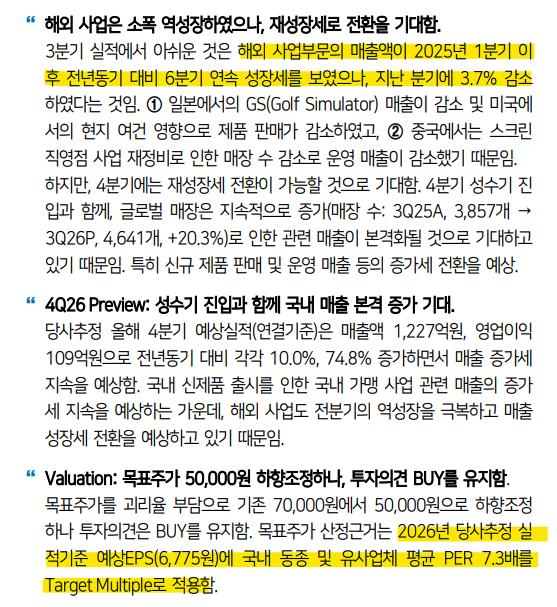 “ 해외 사업은 소폭 역성장하였으나, 재성장세로 전환을 기대함.
3분기 실적에서 아쉬운 것은 해외 사업부문의 매출액이 2025년 1분기 이
후 전년동기 대비 6분기 연속 성장세를 보였으나, 지난 분기에 3.7% 감소
하였다는 것임. ① 일본에서의 GS(Golf Simulator) 매출이 감소 및 미국에
서의 현지 여건 영향으로 제품 판매가 감소하였고, ② 중국에서는 스크린
직영점 사업 재정비로 인한 매장 수 감소로 운영 매출이 감소했기 때문임.
하지만, 4분기에는 재성장세 전환이 가능할 것으로 기대함. 4분기 성수기 진
입과 함께, 글로벌 매장은 지속적으로 증가(매장 수: 3Q25A, 3,857개 →
3Q26P, 4,641개, +20.3%)로 인한 관련 매출이 본격화될 것으로 기대하고
있기 때문임. 특히 신규 제품 판매 및 운영 매출 등의 증가세 전환을 예상.
“ 4Q26 Preview: 성수기 진입과 함께 국내 매출 본격 증가 기대.
당사추정 올해 4분기 예상실적(연결기준)은 매출액 1,227억원, 영업이익
109억원으로 전년동기 대비 각각 10.0%, 74.8% 증가하면서 매출 증가세
지속을 예상함. 국내 신제품 출시를 인한 국내 가맹 사업 관련 매출의 증가
세 지속을 예상하는 가운데, 해외 사업도 전분기의 역성장을 극복하고 매출
성장세 전환을 예상하고 있기 때문임.
“ Valuation: 목표주가 50,000원 하향조정하나, 투자의견 BUY를 유지함.
목표주가를 괴리율 부담으로 기존 70,000원에서 50,000원으로 하향조정
하나 투자의견은 BUY를 유지함. 목표주가 산정근거는 2026년 당사추정 실
적기준 예상EPS(6,775원)에 국내 동종 및 유사업체 평균 PER 7.3배를
Target Multiple로 적용함.